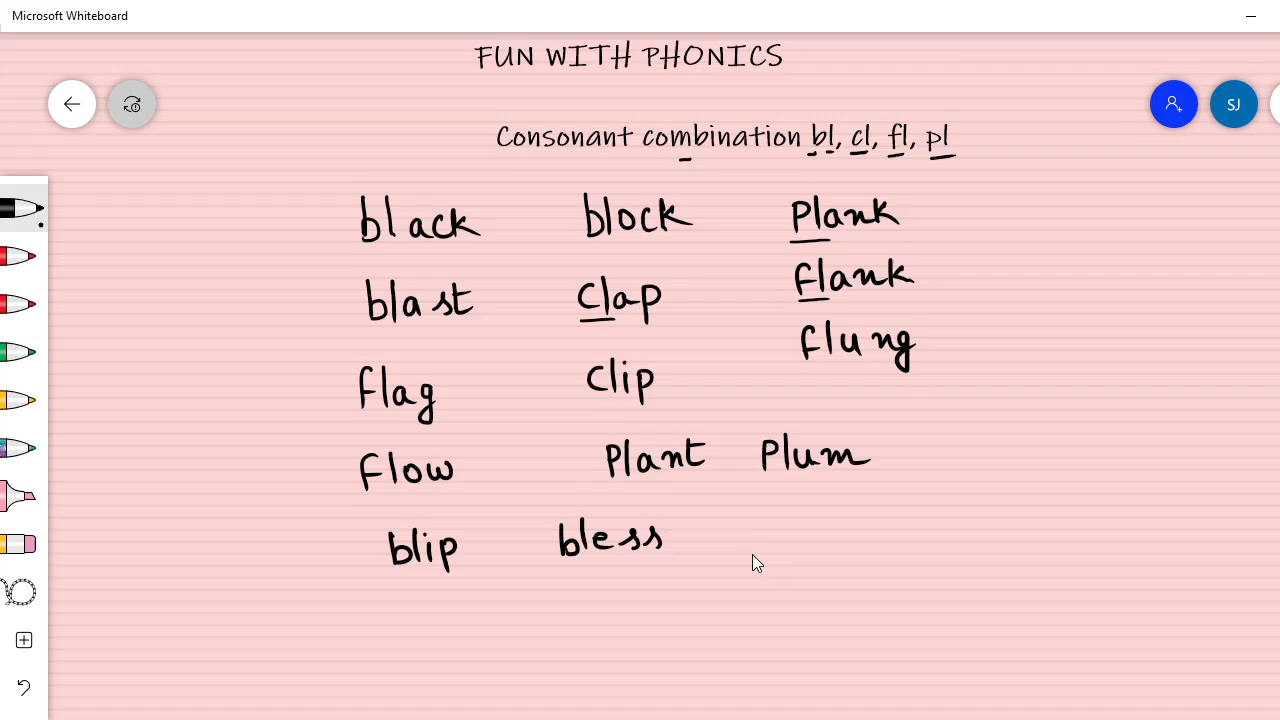 Microsoft Whiteboard
FUN WITH PHONICS
SJ
Consonant combination bl, cl, fl, pl
black block Plank
blast clap flank
flung
flag clip
flow Plant Plum
blip bless